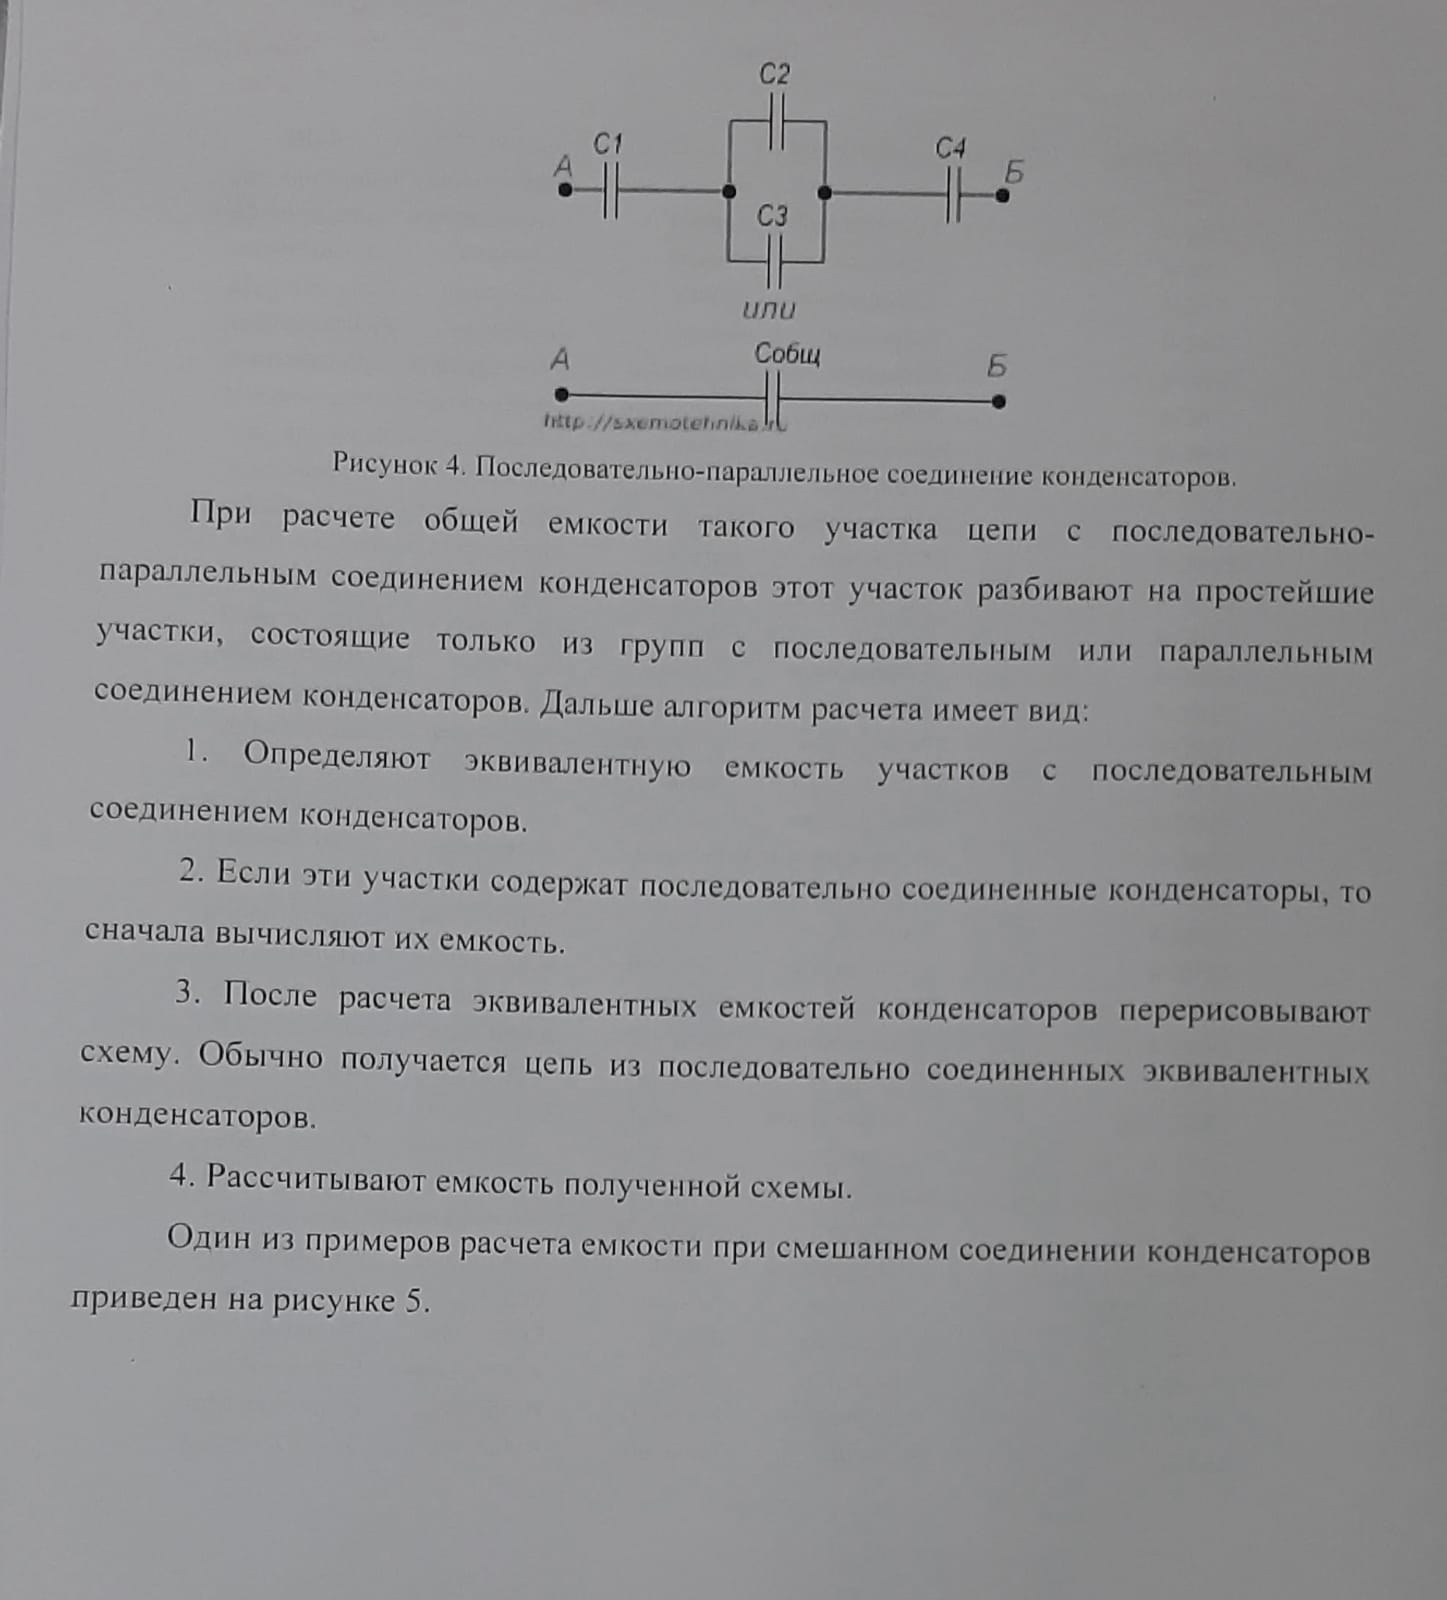 C2
C1
C4
А
Б
C3
или
А
Cобщ
Б
http://sxemotehnika.ru
Рисунок 4. Последовательно-параллельное соединение конденсаторов.
При расчете общей емкости такого участка цепи с последовательно-
параллельным соединением конденсаторов этот участок разбивают на простейшие
участки, состоящие только из групп с последовательным или параллельным
соединением конденсаторов. Дальше алгоритм расчета имеет вид:
1. Определяют эквивалентную емкость участков с последовательным
соединением конденсаторов.
2. Если эти участки содержат последовательно соединенные конденсаторы, то
сначала вычисляют их емкость.
3. После расчета эквивалентных емкостей конденсаторов перерисовывают
схему. Обычно получается цепь из последовательно соединенных эквивалентных
конденсаторов.
4. Рассчитывают емкость полученной схемы.
Один из примеров расчета емкости при смешанном соединении конденсаторов
приведен на рисунке 5.